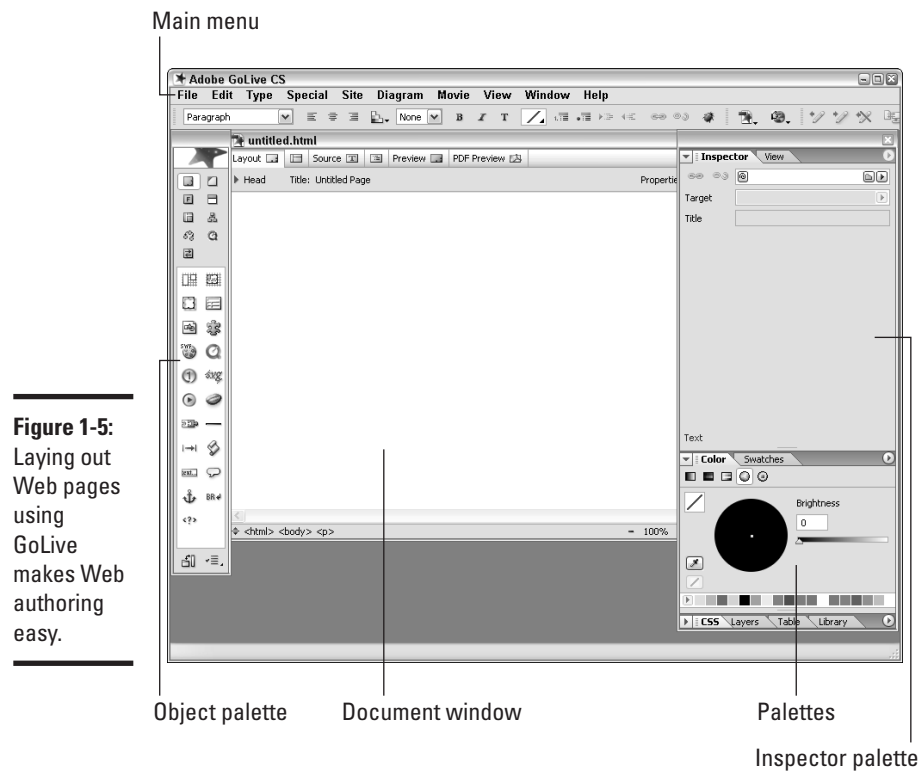 Main menu
Adobe GoLive CS
File Edit Type Special Site Diagram Movie View Window Help
Paragraph None B I T
untitled.html
Layout Source Preview PDF Preview
Head Title: Untitled Page Propertie
Inspector View
Target
Title
Text
Color Swatches
Brightness
0
<html> <body> <p> 100%
CSS Layers Table Library
Figure 1-5:
Laying out
Web pages
using
GoLive
makes Web
authoring
easy.
Object palette Document window Palettes
Inspector palette